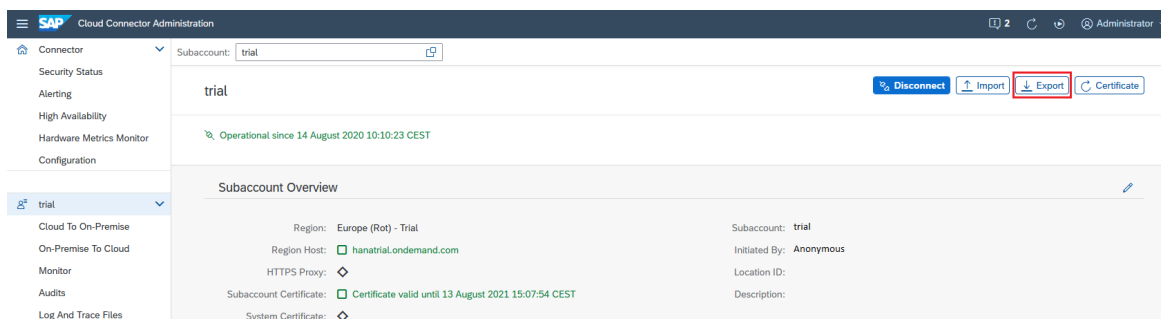 SAP Cloud Connector Administration
2
Administrator
Connector
Security Status
Alerting
High Availability
Hardware Metrics Monitor
Configuration
trial
Cloud To On-Premise
On-Premise To Cloud
Monitor
Audits
Log And Trace Files
Subaccount: trial
trial
Disconnect Import Export Certificate
Operational since 14 August 2020 10:10:23 CEST
Subaccount Overview
Region: Europe (Rot) - Trial
Region Host: hanatrial.ondemand.com
HTTPS Proxy:
Subaccount Certificate: Certificate valid until 13 August 2021 15:07:54 CEST
System Certificate:
Subaccount: trial
Initiated By: Anonymous
Location ID:
Description: